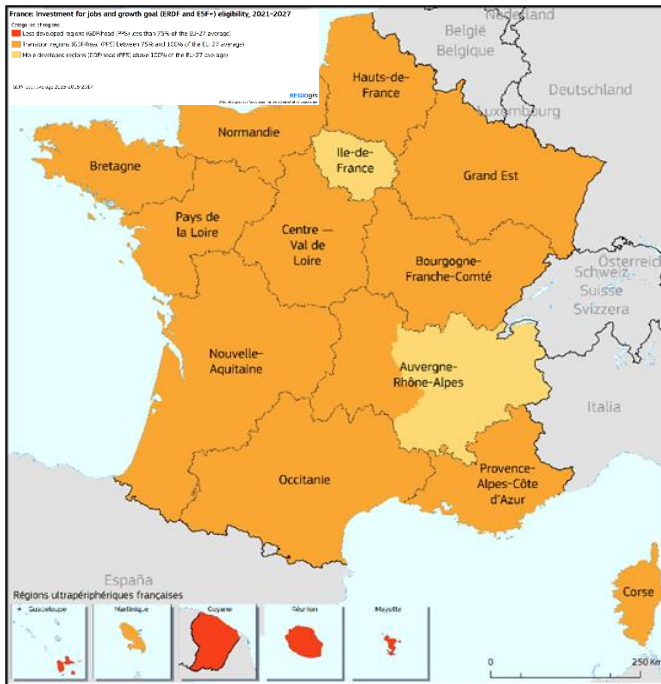 France: Investment for jobs and growth goal (ERDF and ESF+) eligibility, 2021-2027
Categories of regions
Less developed regions (GDP/head (PPS) less than 75% of the EU-27 average)
Transition regions (GDP/head (PPS) between 75% and 100% of the EU-27 average)
More developed regions (GDP/head (PPS) above 100% of the EU-27 average)
REGIOgis
Nederland
België
Belgique
Deutschland
Luxembourg
Hauts-de-
France
Normandie
Ile-de-
France
Bretagne
Grand Est
Pays de
la Loire
Centre —
Val de
Loire
Bourgogne-
Franche-Comté
Österreich
Schweiz
Suisse
Svizzera
Nouvelle-
Aquitaine
Auvergne-
Rhône-Alpes
Italia
Occitanie
Provence-
Alpes-Côte
d'Azur
España
Corse
Régions ultrapériphériques françaises
Guadeloupe
Martinique
Guyane
Réunion
Mayotte
0
250 Km